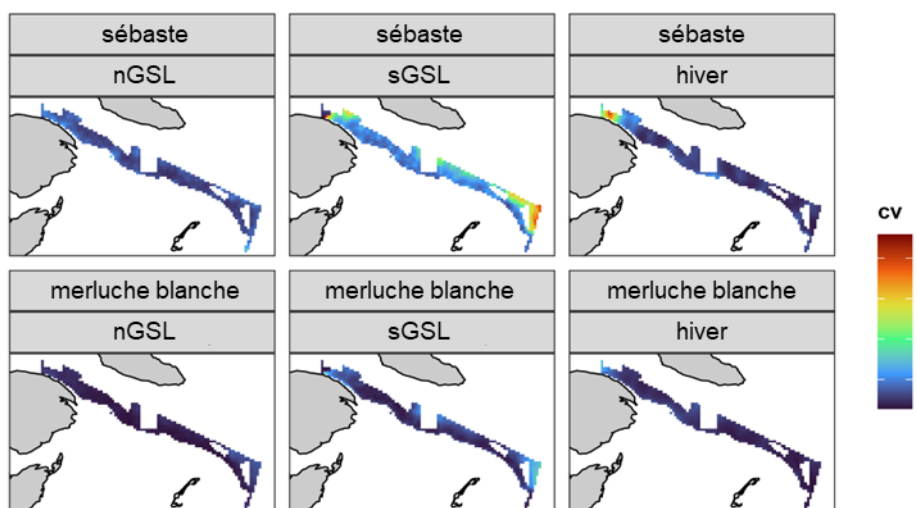 sébaste
sébaste
sébaste
nGSL
sGSL
hiver
cv
merluche blanche
merluche blanche
merluche blanche
nGSL
sGSL
hiver